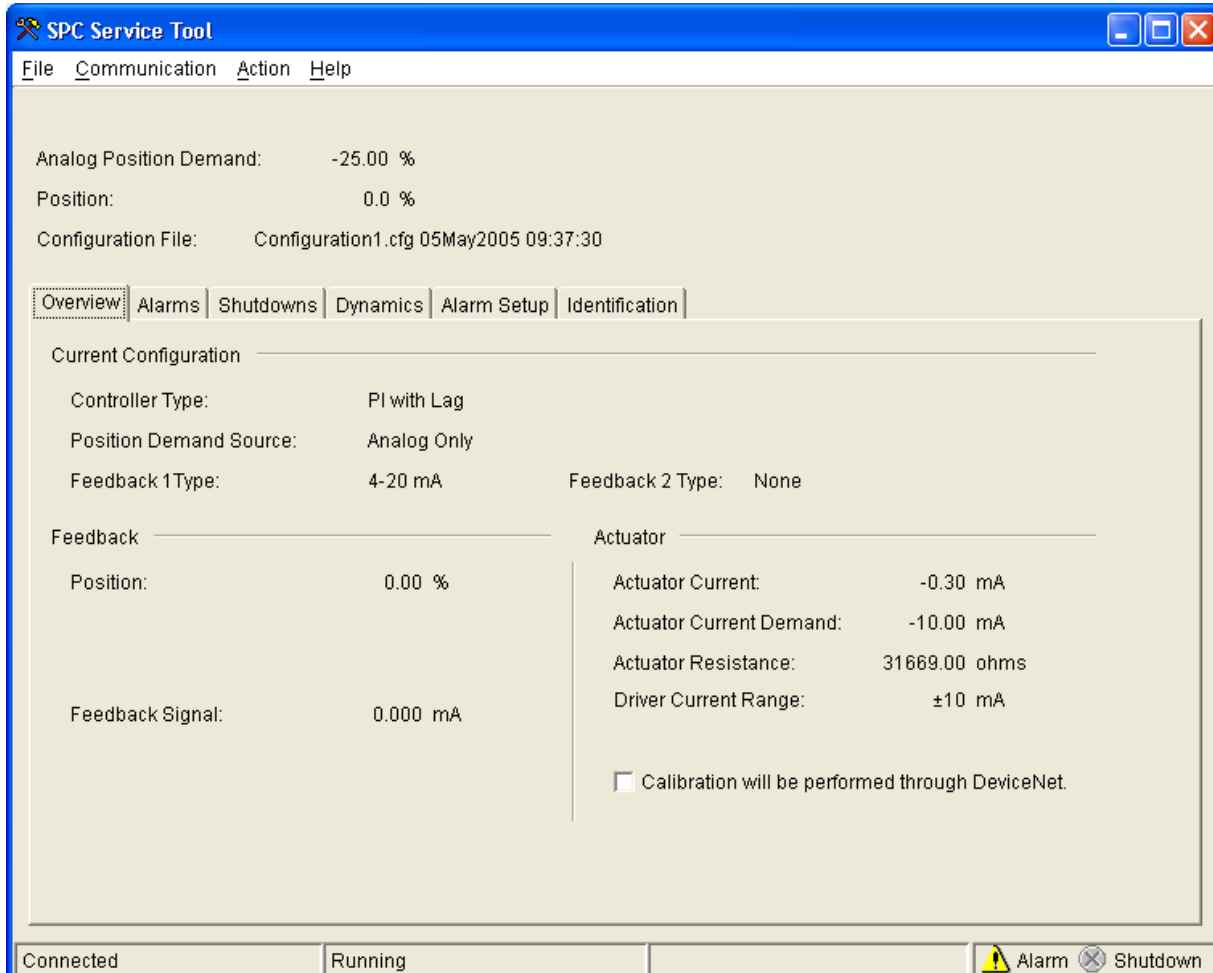 SPC Service Tool
File Communication Action Help
Analog Position Demand: -25.00 %
Position: 0.0 %
Configuration File: Configuration1.cfg 05May2005 09:37:30
Overview Alarms Shutdowns Dynamics Alarm Setup Identification
Current Configuration
Controller Type: PI with Lag
Position Demand Source: Analog Only
Feedback 1Type: 4-20 mA Feedback 2 Type: None
Feedback Actuator
Position: 0.00 % Actuator Current: -0.30 mA
Actuator Current Demand: -10.00 mA
Actuator Resistance: 31669.00 ohms
Driver Current Range: ±10 mA
Feedback Signal: 0.000 mA
Calibration will be performed through DeviceNet.
Connected Running Alarm Shutdown